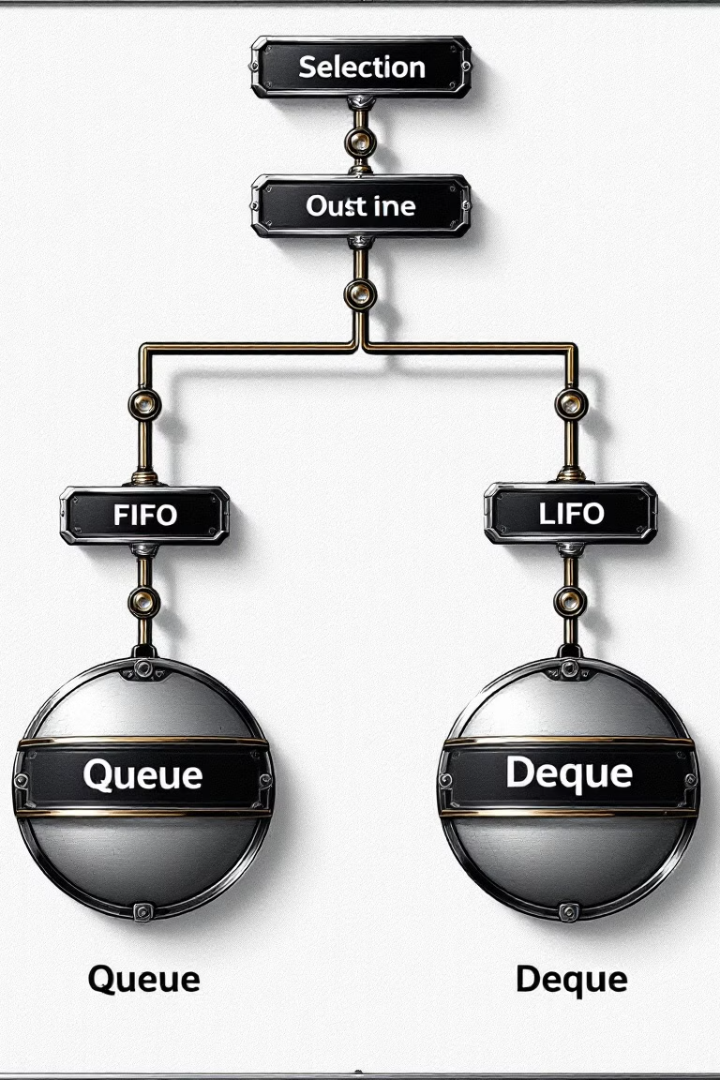 Selection
Oust ine
FIFO
LIFO
Queue
Deque
Queue
Deque